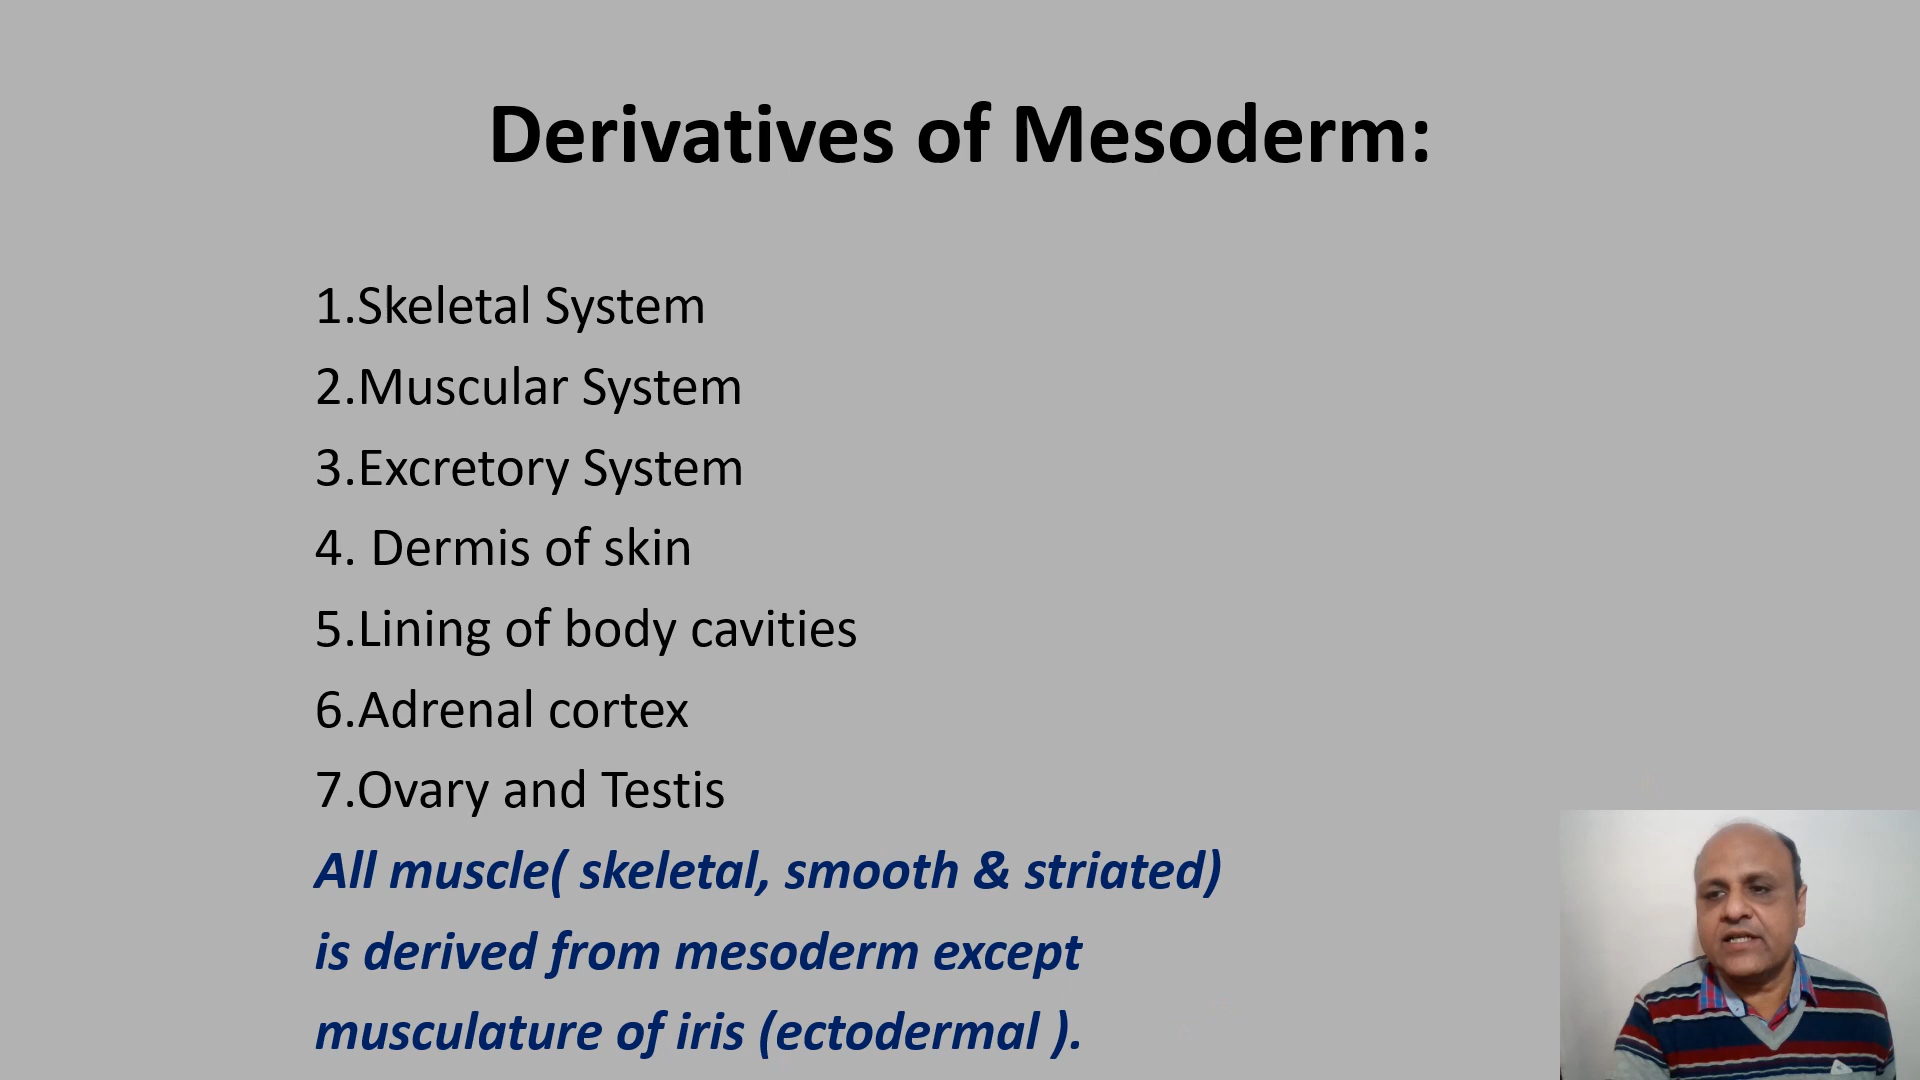 Derivatives of Mesoderm:
1.Skeletal System
2.Muscular System
3.Excretory System
4. Dermis of skin
5.Lining of body cavities
6.Adrenal cortex
7.Ovary and Testis
All muscle( skeletal, smooth & striated)
is derived from mesoderm except
musculature of iris (ectodermal ).